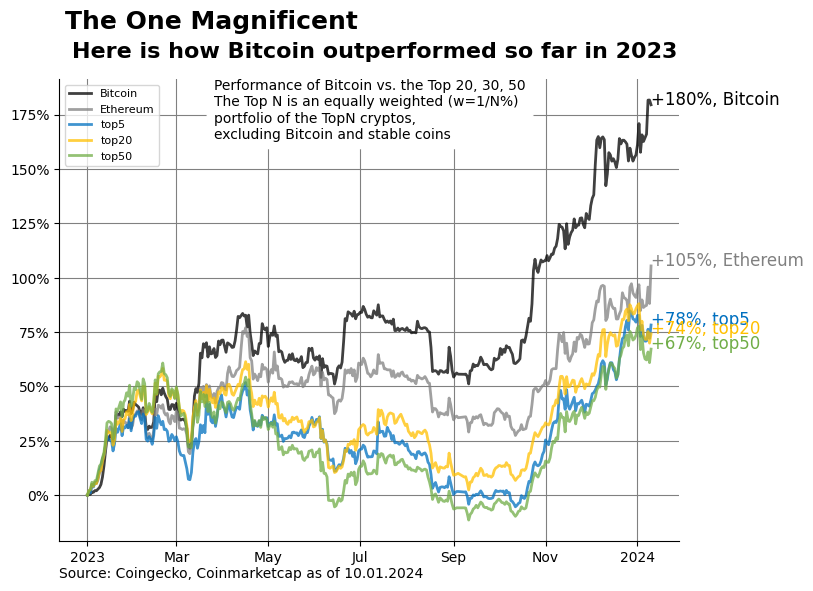 The One Magnificent
Here is how Bitcoin outperformed so far in 2023
Bitcoin
Ethereum
top5
top20
top50
Performance of Bitcoin vs. the Top 20, 30, 50
The Top N is an equally weighted (w=1/N%)
portfolio of the TopN cryptos,
excluding Bitcoin and stable coins
175%
150%
125%
100%
75%
50%
25%
0%
+180%, Bitcoin
+105%, Ethereum
+78%, top5
+74%, top20
+67%, top50
2023 Mar May Jul Sep Nov 2024
Source: Coingecko, Coinmarketcap as of 10.01.2024